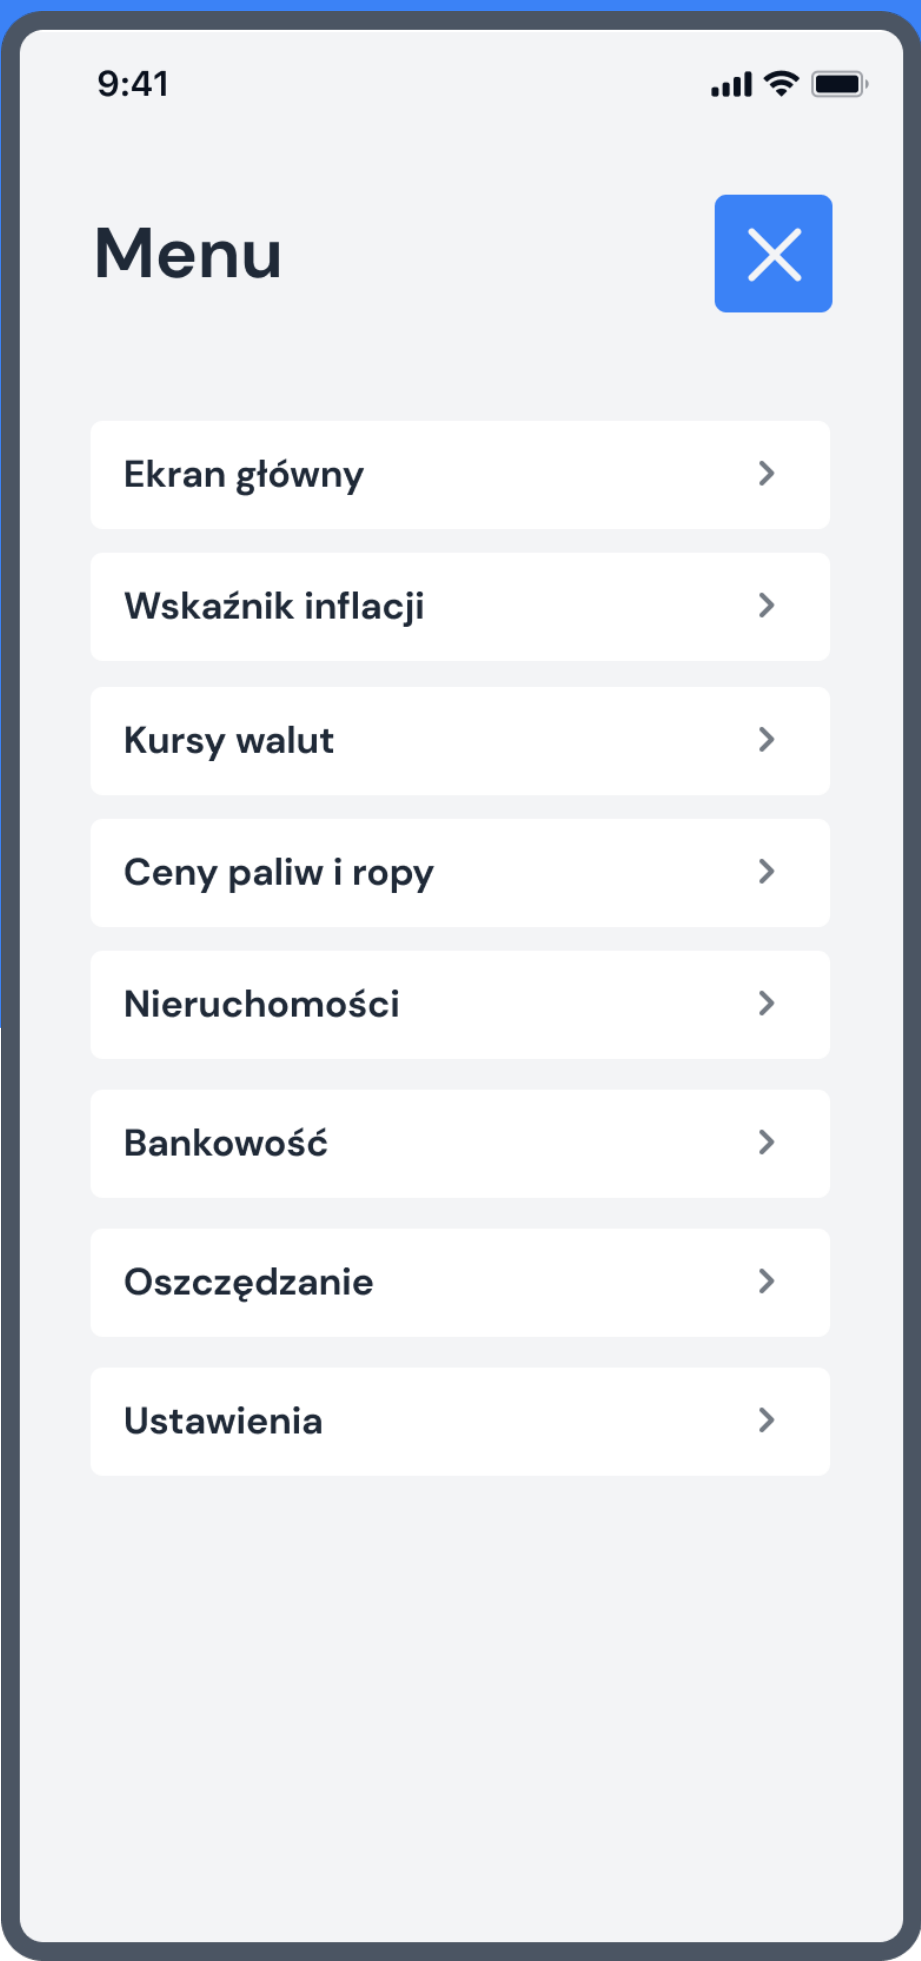 9:41
Menu
Ekran główny
Wskaźnik inflacji
Kursy walut
Ceny paliw i ropy
Nieruchomości
Bankowość
Oszczędzanie
Ustawienia